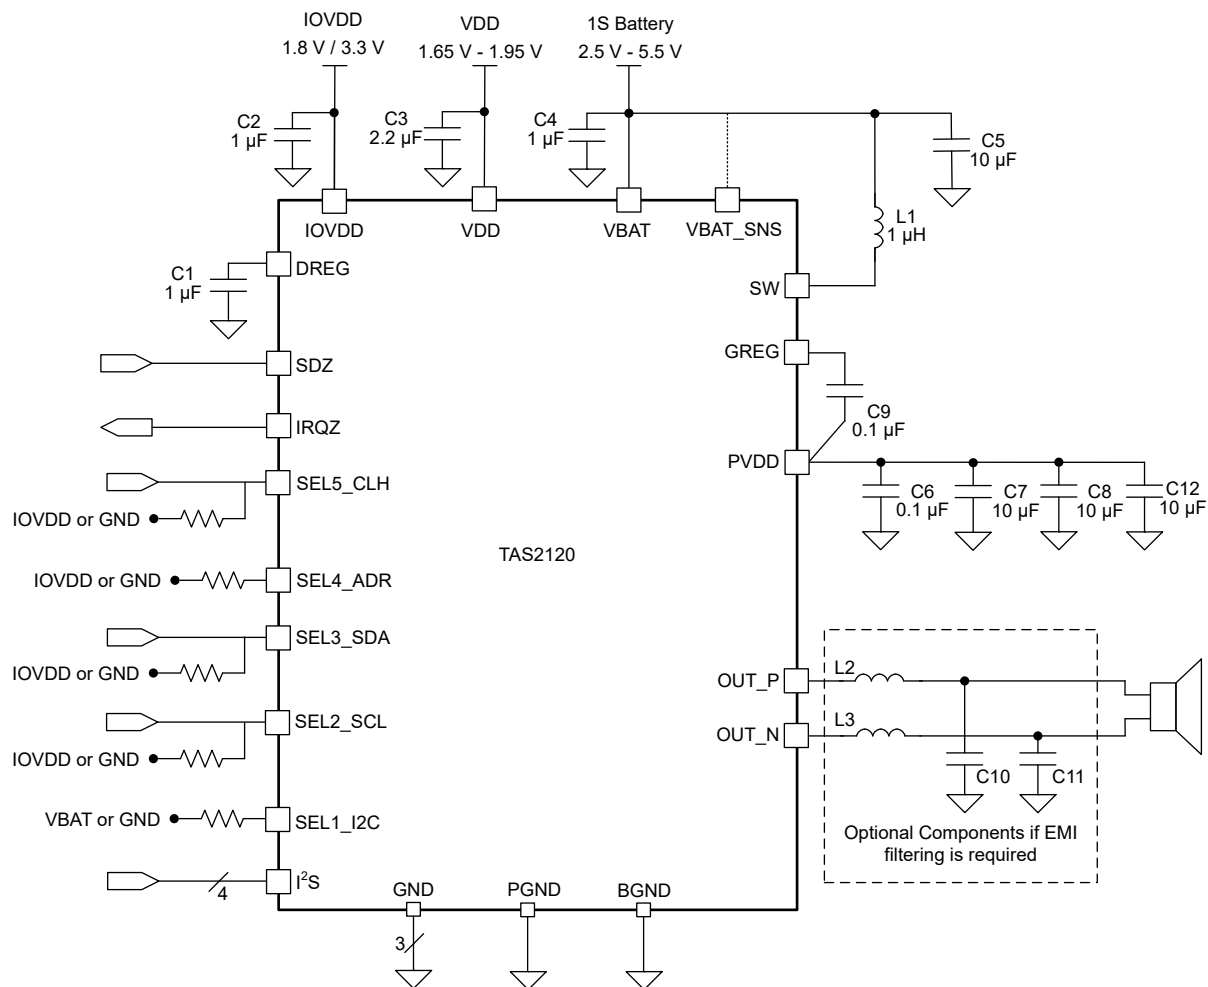 IOVDD
1.8 V / 3.3 V
VDD
1.65 V - 1.95 V
1S Battery
2.5 V - 5.5 V
C2
1 µF
C3
2.2 µF
C4
1 µF
C5
10 µF
L1
1 µH
IOVDD
VDD
VBAT
VBAT_SNS
C1
1 µF
DREG
SW
SDZ
GREG
C9
0.1 µF
IRQZ
PVDD
C6
0.1 µF
C7
10 µF
C8
10 µF
C12
10 µF
SEL5_CLH
IOVDD or GND
TAS2120
IOVDD or GND
SEL4_ADR
SEL3_SDA
IOVDD or GND
OUT_P
L2
SEL2_SCL
OUT_N
L3
IOVDD or GND
C10
C11
VBAT or GND
SEL1_I2C
Optional Components if EMI
filtering is required
4
I²S
GND
PGND
BGND
3